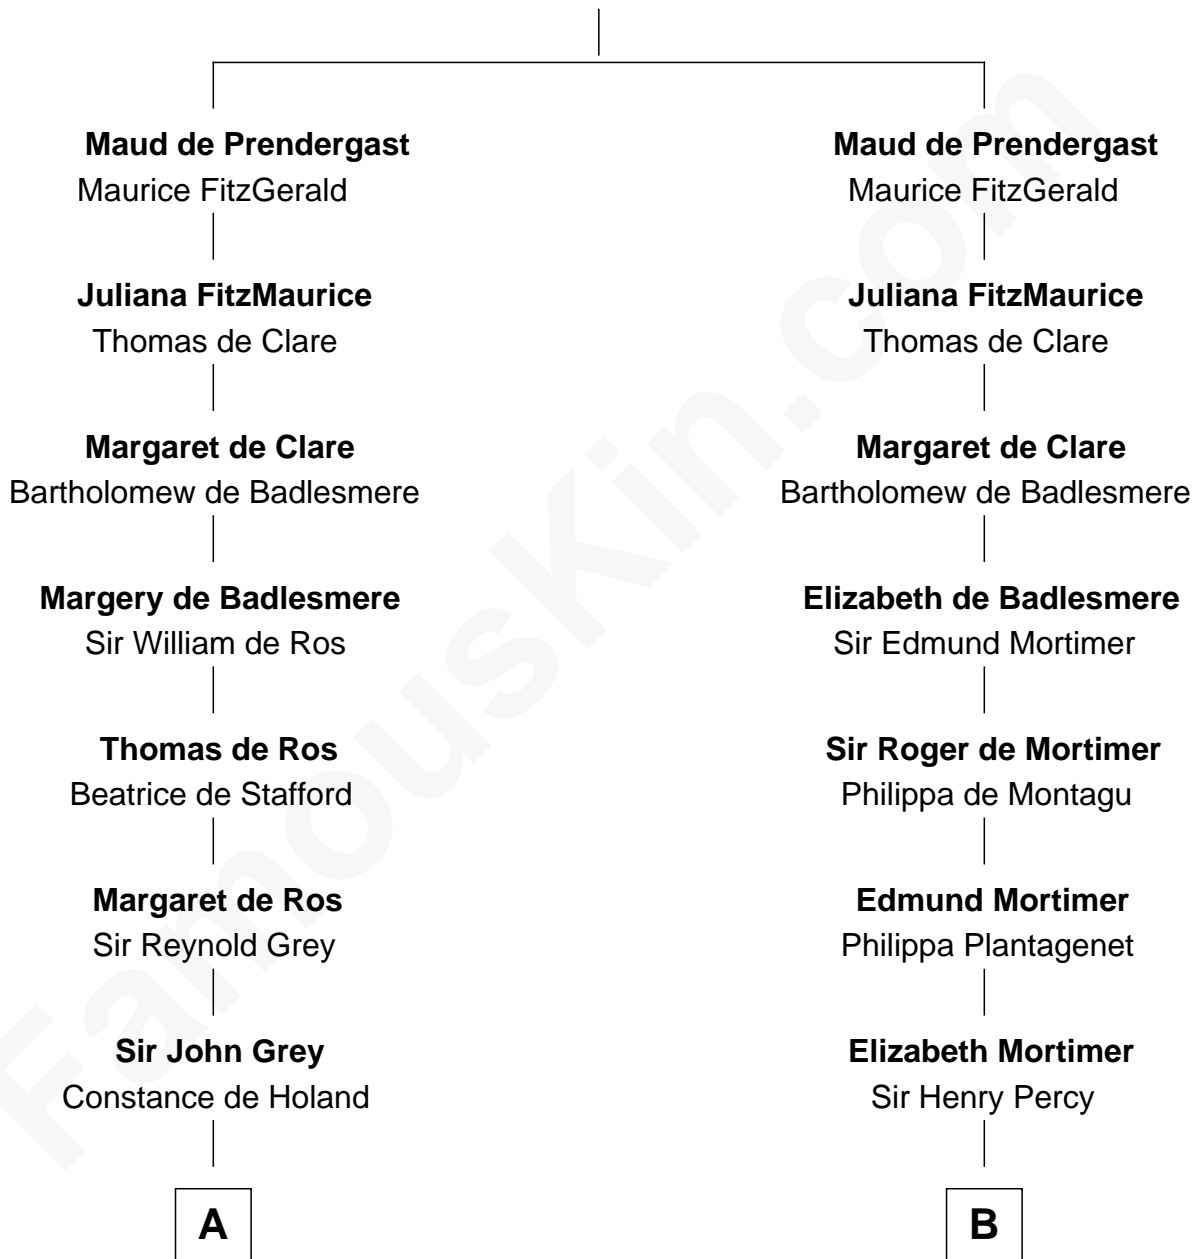 Maud de Prendergast
Maurice FitzGerald
Juliana FitzMaurice
Thomas de Clare
Margaret de Clare
Bartholomew de Badlesmere
Margery de Badlesmere
Sir William de Ros
Thomas de Ros
Beatrice de Stafford
Margaret de Ros
Sir Reynold Grey
Sir John Grey
Constance de Holand
A
Maud de Prendergast
Maurice FitzGerald
Juliana FitzMaurice
Thomas de Clare
Margaret de Clare
Bartholomew de Badlesmere
Elizabeth de Badlesmere
Sir Edmund Mortimer
Sir Roger de Mortimer
Philippa de Montagu
Edmund Mortimer
Philippa Plantagenet
Elizabeth Mortimer
Sir Henry Percy
B
FamousKin.com